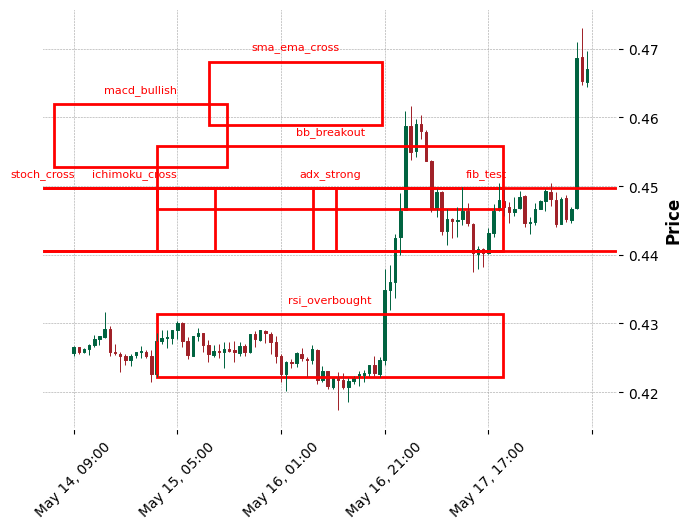 sma_ema_cross
macd_bullish
bb_breakout
stoch_cross
ichimoku_cross
adx_strong
fib_test
rsi_overbought
0.47
0.46
0.45
0.44
0.43
0.42
Price
May 14, 09:00
May 15, 05:00
May 16, 01:00
May 16, 21:00
May 17, 17:00